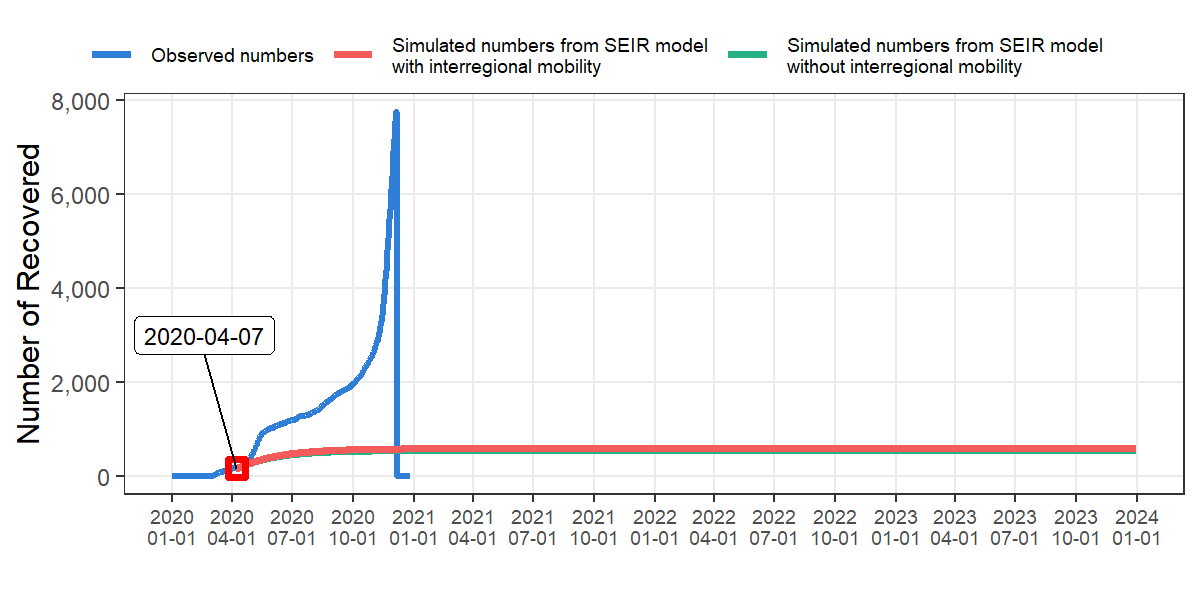 Observed numbers
Simulated numbers from SEIR model
with interregional mobility
Simulated numbers from SEIR model
without interregional mobility
Number of Recovered
8,000
6,000
4,000
2,000
0
2020-04-07
2020 2020 2020 2020 2021 2021 2021 2021 2022 2022 2022 2022 2023 2023 2023 2023 2024
01-01 04-01 07-01 10-01 01-01 04-01 07-01 10-01 01-01 04-01 07-01 10-01 01-01 04-01 07-01 10-01 01-01